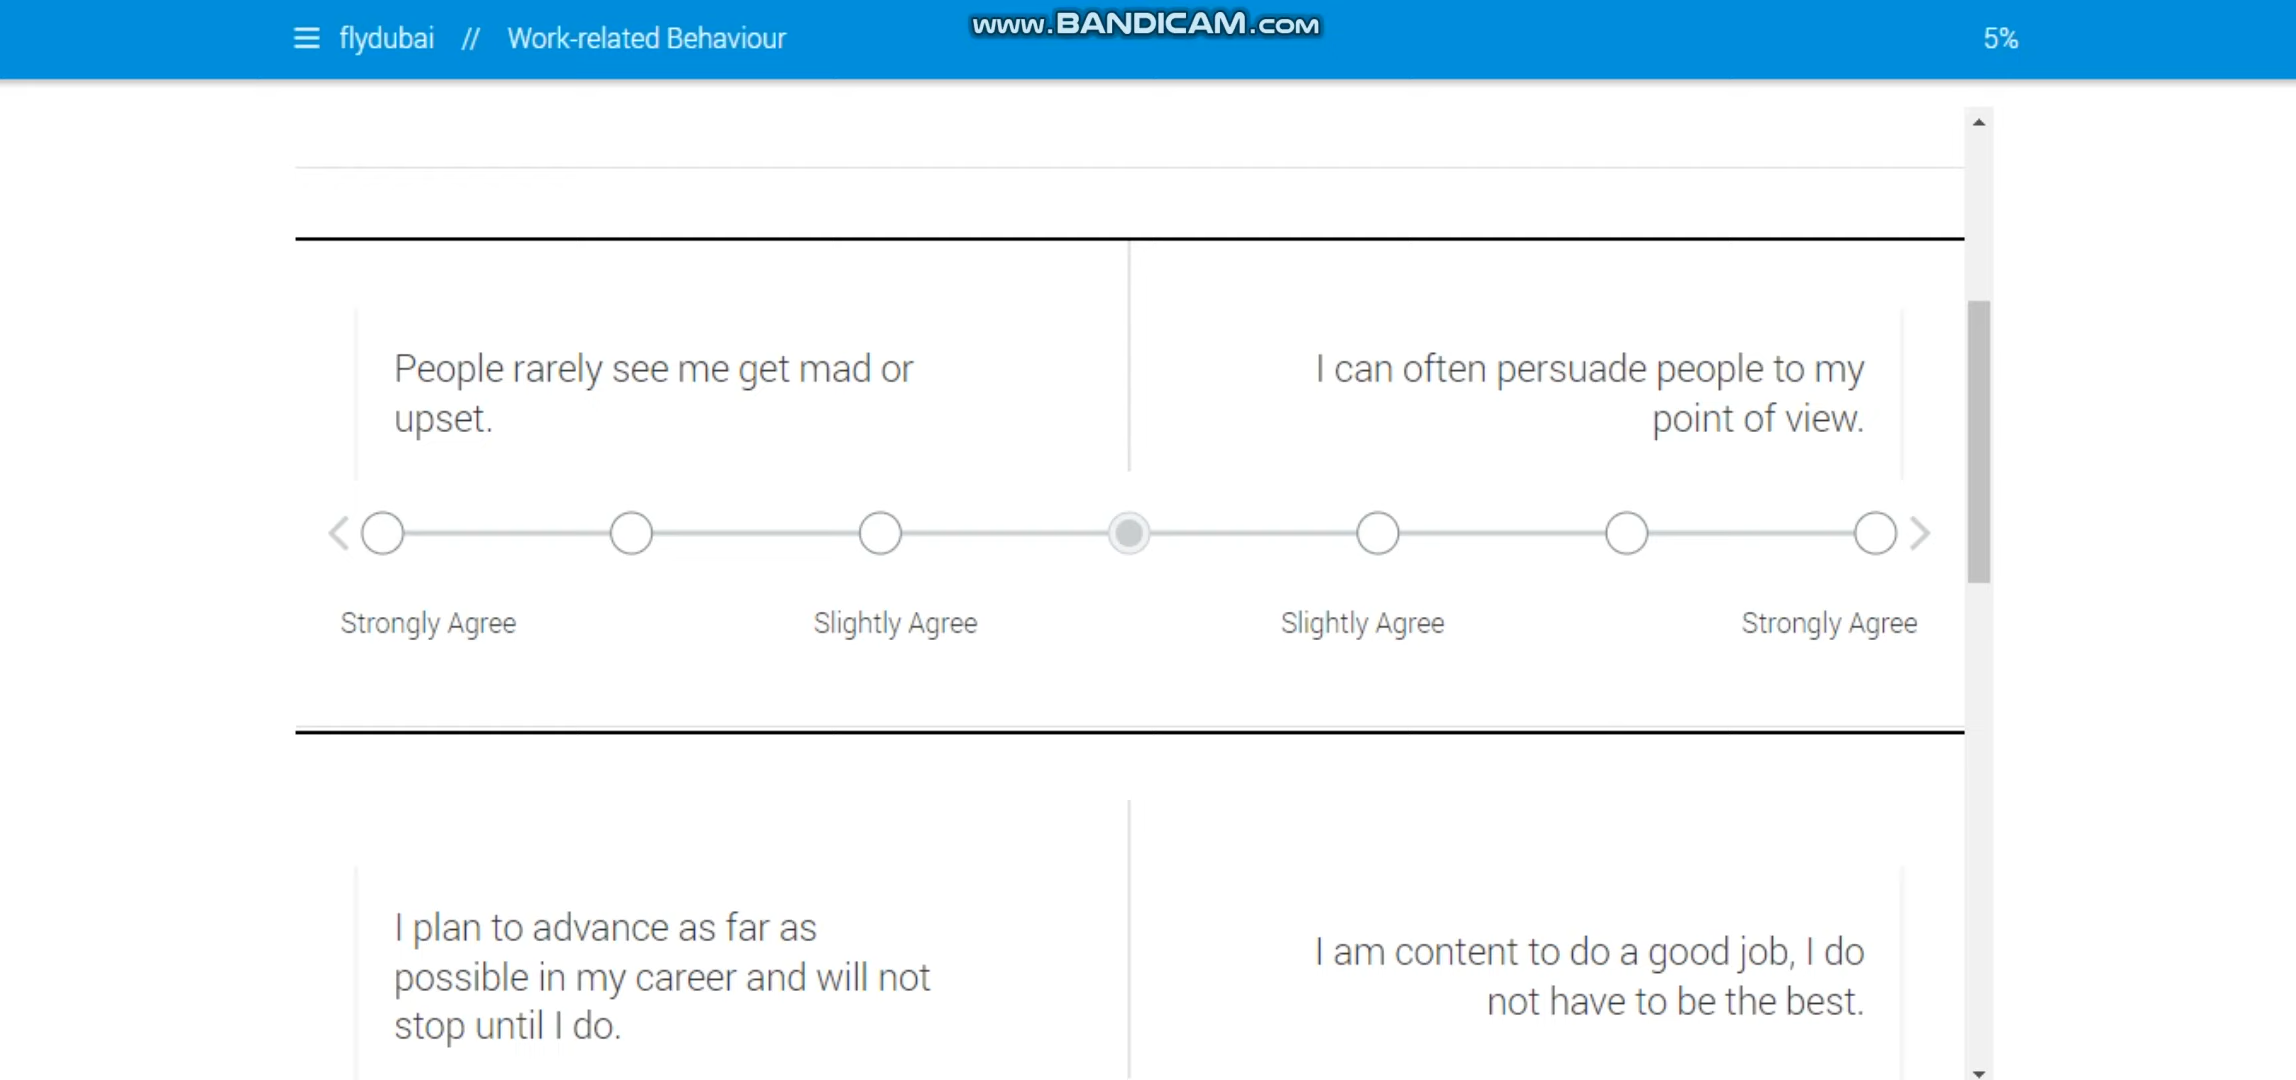 flydubai // Work-related Behaviour
www.BANDICAM.com
5%
People rarely see me get mad or
upset.
I can often persuade people to my
point of view.
Strongly Agree
Slightly Agree
Slightly Agree
Strongly Agree
I plan to advance as far as
possible in my career and will not
stop until I do.
I am content to do a good job, I do
not have to be the best.